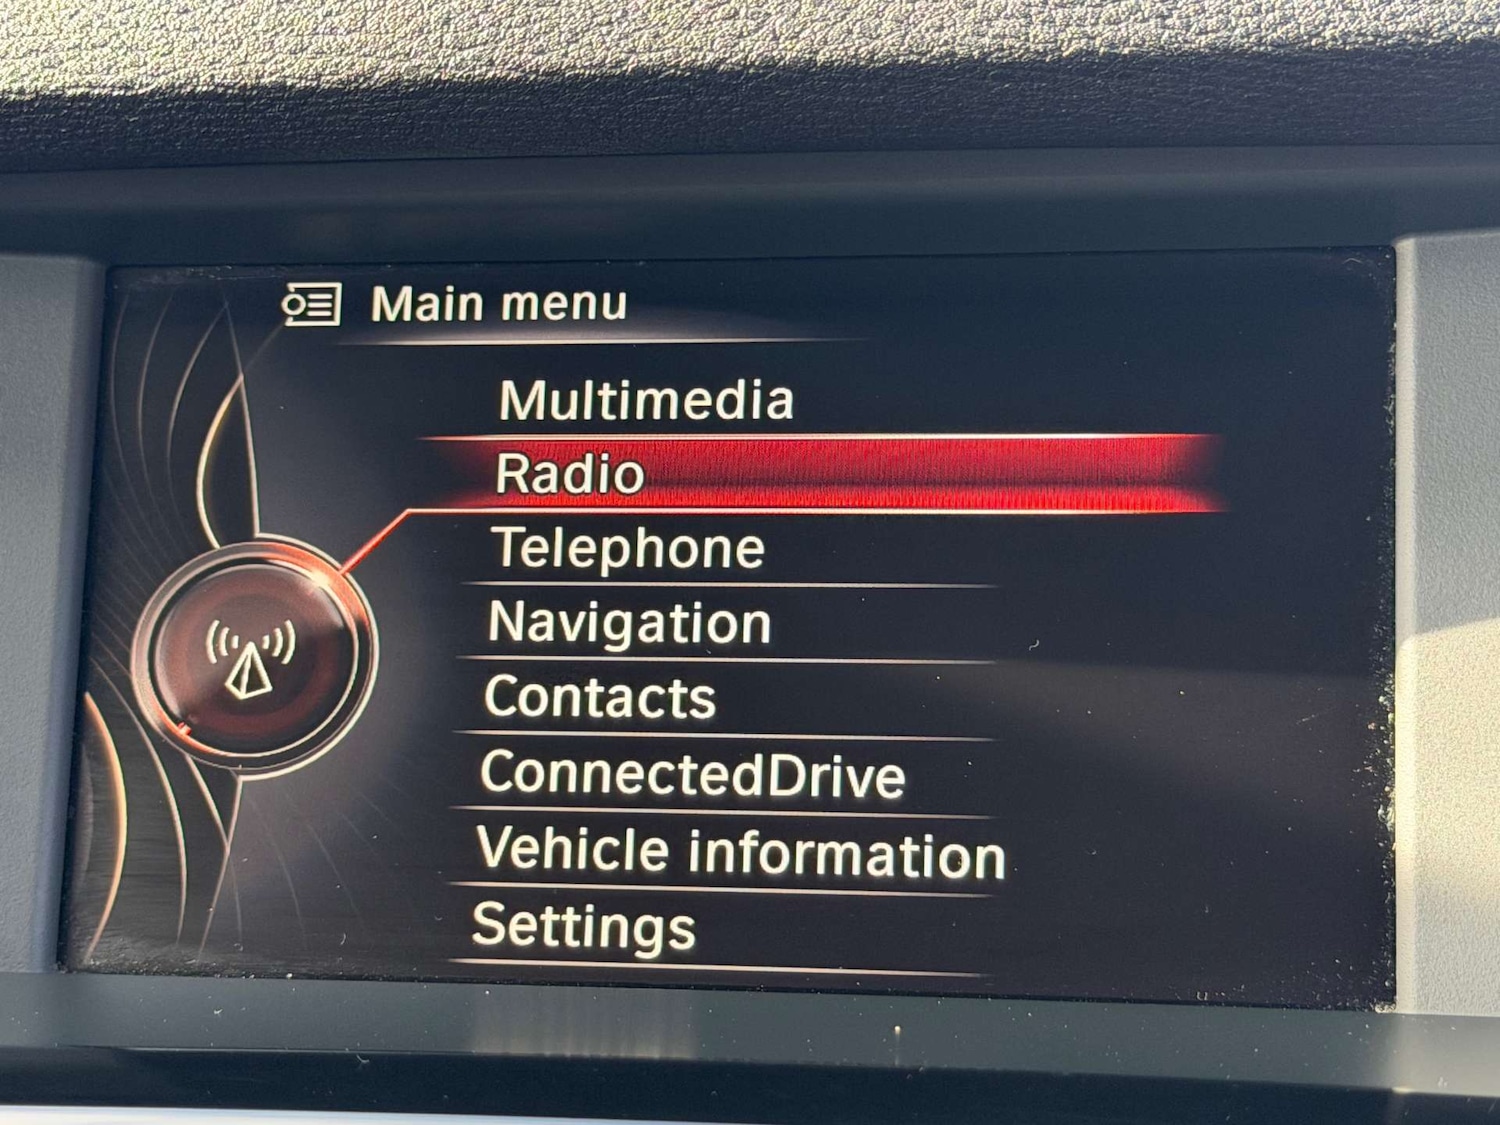 Main menu
Multimedia
Radio
Telephone
Navigation
Contacts
ConnectedDrive
Vehicle information
Settings